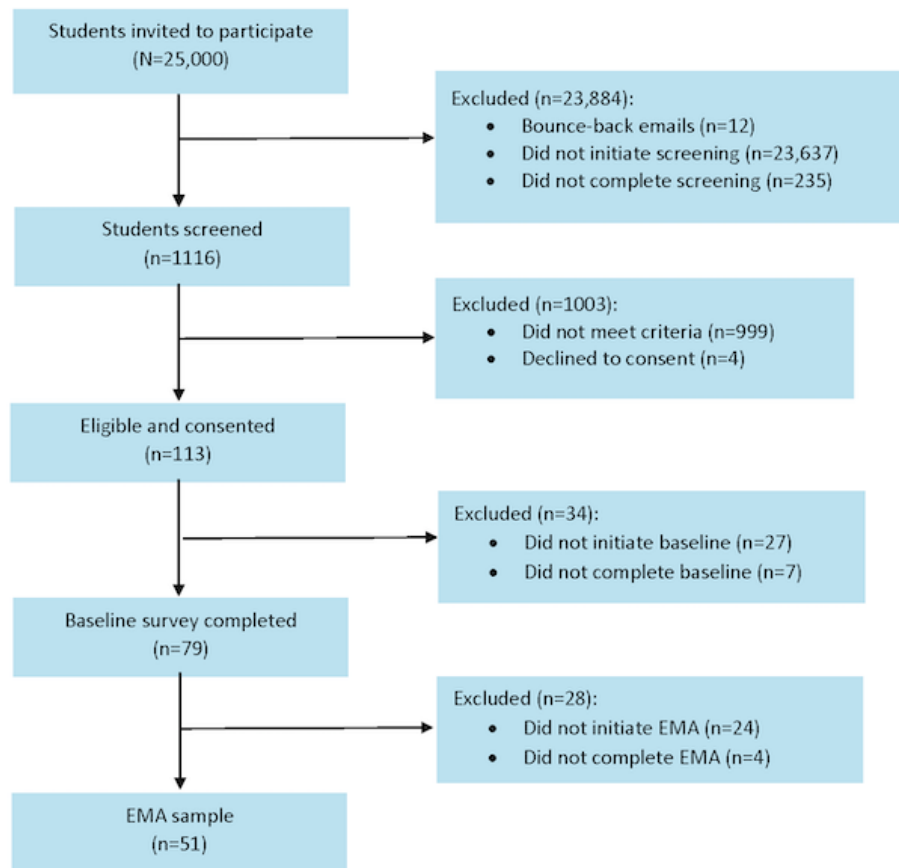 Students invited to participate
(N=25,000)
Excluded (n=23,884):
• Bounce-back emails (n=12)
• Did not initiate screening (n=23,637)
• Did not complete screening (n=235)
Students screened
(n=1116)
Excluded (n=1003):
• Did not meet criteria (n=999)
• Declined to consent (n=4)
Eligible and consented
(n=113)
Excluded (n=34):
• Did not initiate baseline (n=27)
• Did not complete baseline (n=7)
Baseline survey completed
(n=79)
Excluded (n=28):
• Did not initiate EMA (n=24)
• Did not complete EMA (n=4)
EMA sample
(n=51)